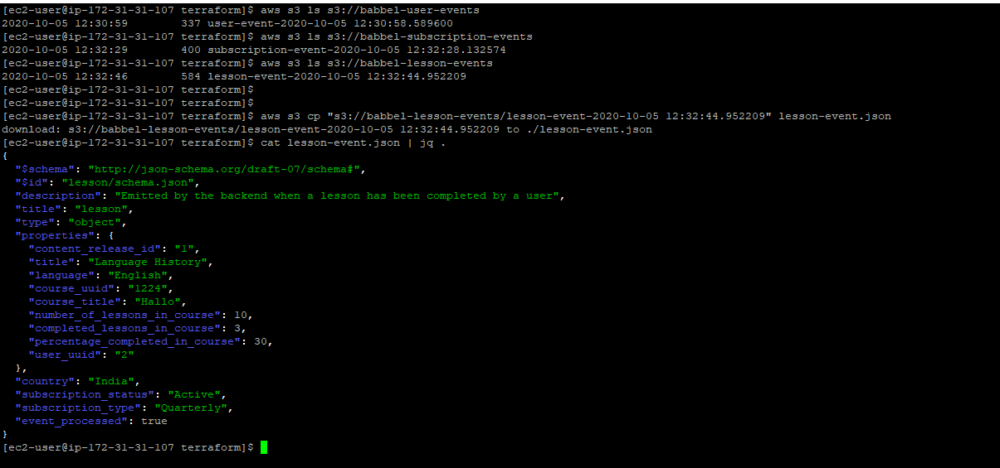 [ec2-user@ip-172-31-31-107 terraform]$ aws s3 ls s3://babbel-user-events
2020-10-05 12:30:59        337 user-event-2020-10-05 12:30:58.589600
[ec2-user@ip-172-31-31-107 terraform]$ aws s3 ls s3://babbel-subscription-events
2020-10-05 12:32:29        400 subscription-event-2020-10-05 12:32:28.132574
[ec2-user@ip-172-31-31-107 terraform]$ aws s3 ls s3://babbel-lesson-events
2020-10-05 12:32:46        584 lesson-event-2020-10-05 12:32:44.952209
[ec2-user@ip-172-31-31-107 terraform]$
[ec2-user@ip-172-31-31-107 terraform]$
[ec2-user@ip-172-31-31-107 terraform]$ aws s3 cp "s3://babbel-lesson-events/lesson-event-2020-10-05 12:32:44.952209" lesson-event.json
download: s3://babbel-lesson-events/lesson-event-2020-10-05 12:32:44.952209 to ./lesson-event.json
[ec2-user@ip-172-31-31-107 terraform]$ cat lesson-event.json | jq .
{
  "$schema": "http://json-schema.org/draft-07/schema#",
  "$id": "lesson/schema.json",
  "description": "Emitted by the backend when a lesson has been completed by a user",
  "title": "lesson",
  "type": "object",
  "properties": {
    "content_release_id": "1",
    "title": "Language History",
    "language": "English",
    "course_uuid": "1224",
    "course_title": "Hallo",
    "number_of_lessons_in_course": 10,
    "completed_lessons_in_course": 3,
    "percentage_completed_in_course": 30,
    "user_uuid": "2"
  },
  "country": "India",
  "subscription_status": "Active",
  "subscription_type": "Quarterly",
  "event_processed": true
}
[ec2-user@ip-172-31-31-107 terraform]$